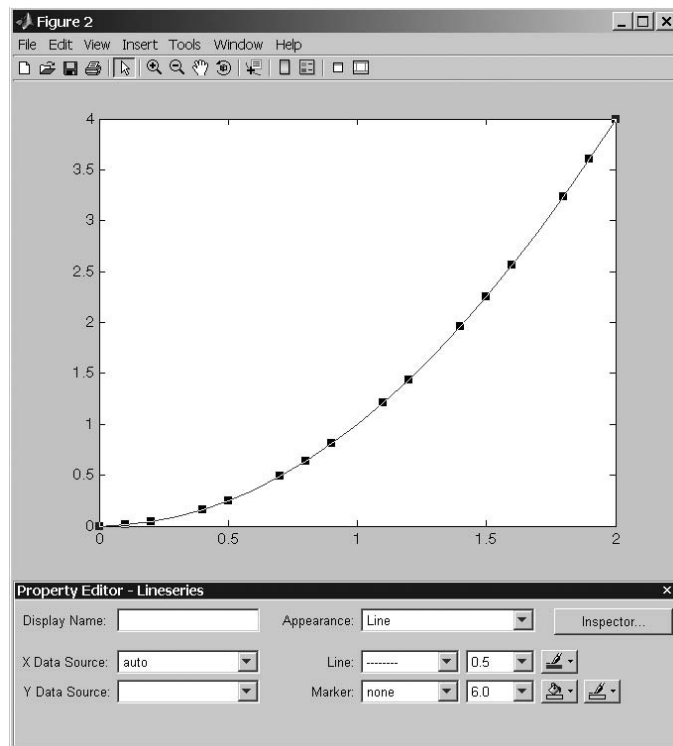 Figure 2
File Edit View Insert Tools Window Help
4
3.5
3
2.5
2
1.5
1
0.5
0
0 0.5 1 1.5 2
Property Editor - Lineseries
Display Name: Appearance: Line Inspector...
X Data Source: auto Line: -------- 0.5
Y Data Source: Marker: none 6.0